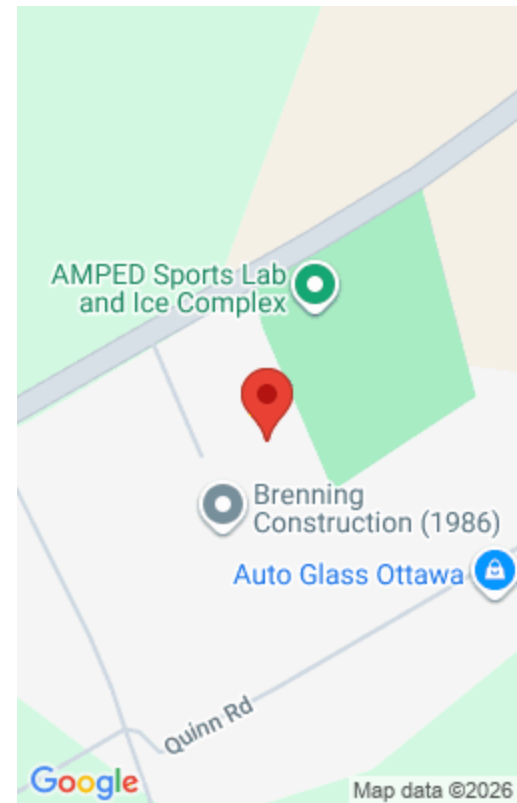 AMPED Sports Lab
and Ice Complex
Brenning
Construction (1986)
Auto Glass Ottawa
Quinn Rd
Google
Map data ©2026